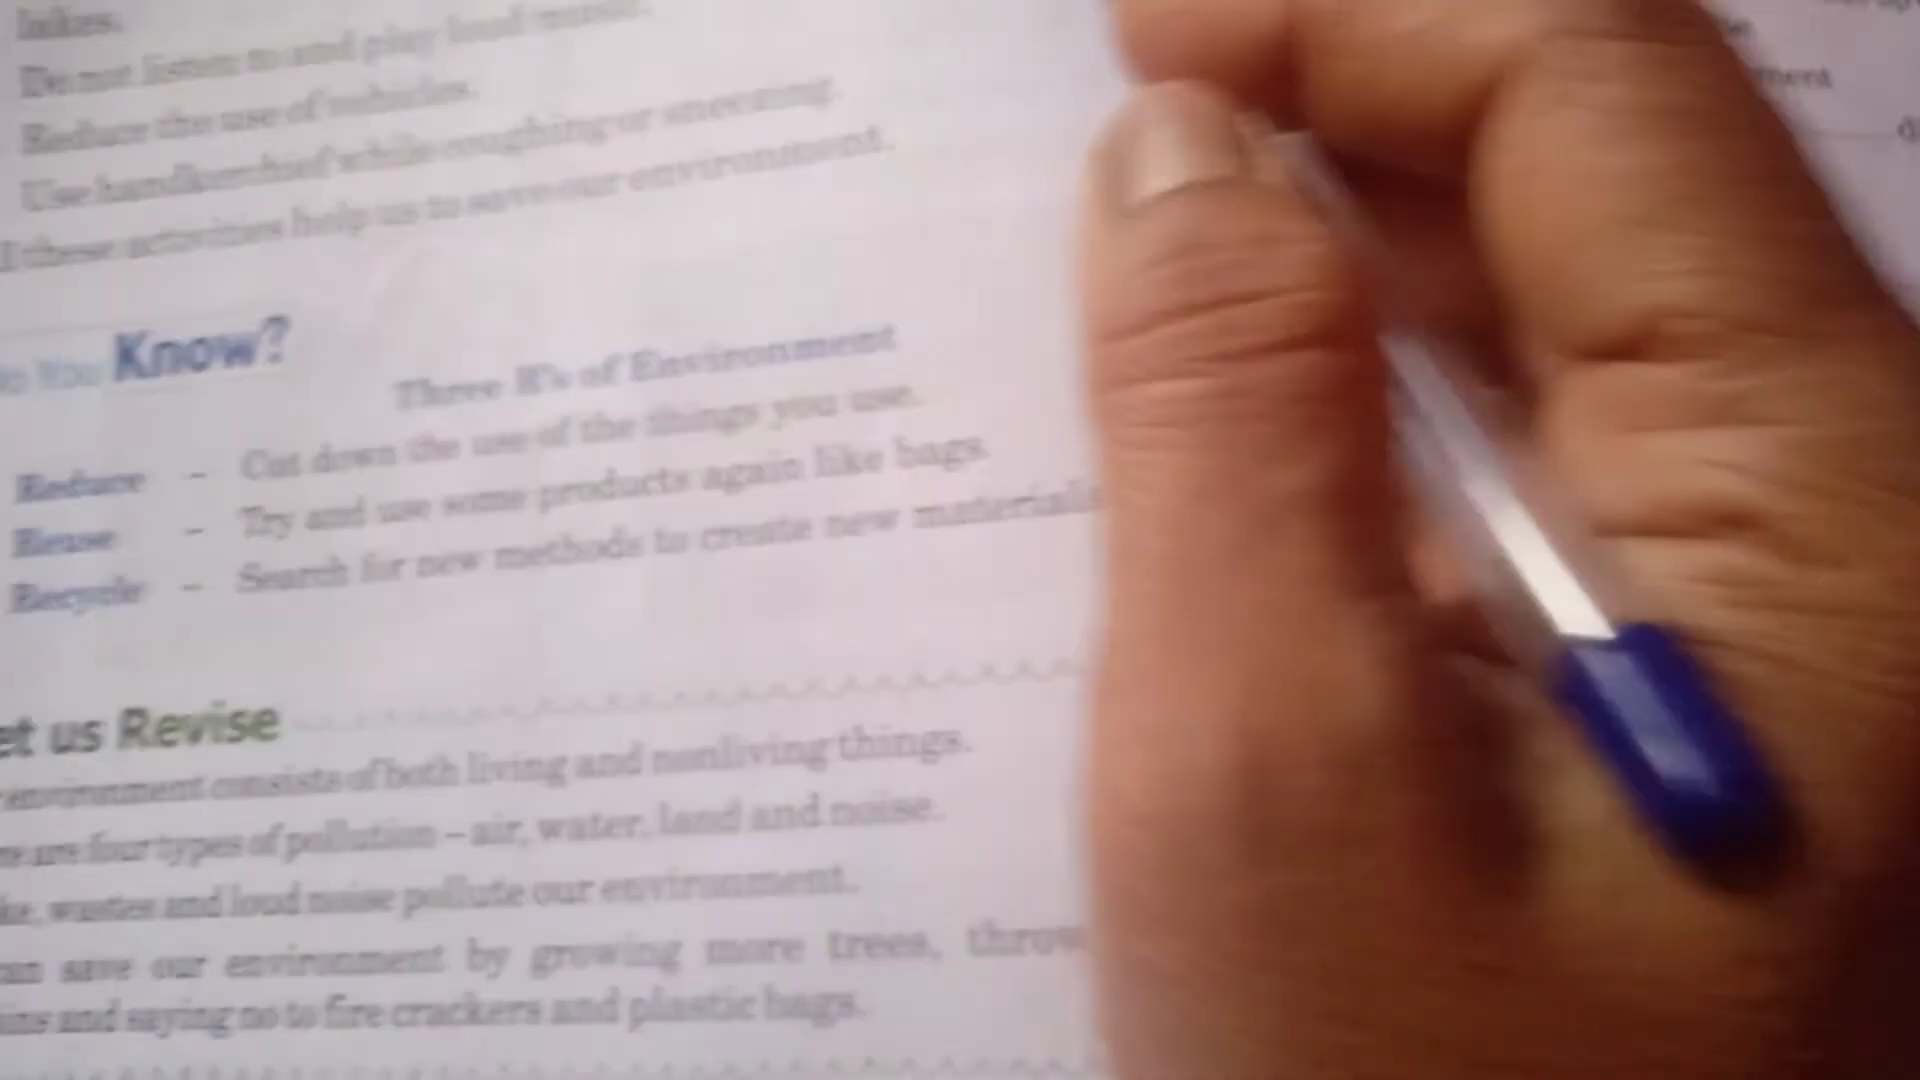 lakes.
Do not listen to and play loud music.
Reduce the use of vehicles.
Use handkerchief while coughing or sneezing.
these activities help us to save our environment.
You Know?
Three R's of Environment
Reduce - Cut down the use of the things you use.
Reuse - Try and use some products again like bags.
Recycle - Search for new methods to create new materials
et us Revise
environment consists of both living and nonliving things.
are four types of pollution – air, water, land and noise.
wastes and loud noise pollute our environment.
can save our environment by growing more trees, throw
and saying no to fire crackers and plastic bags.
ment